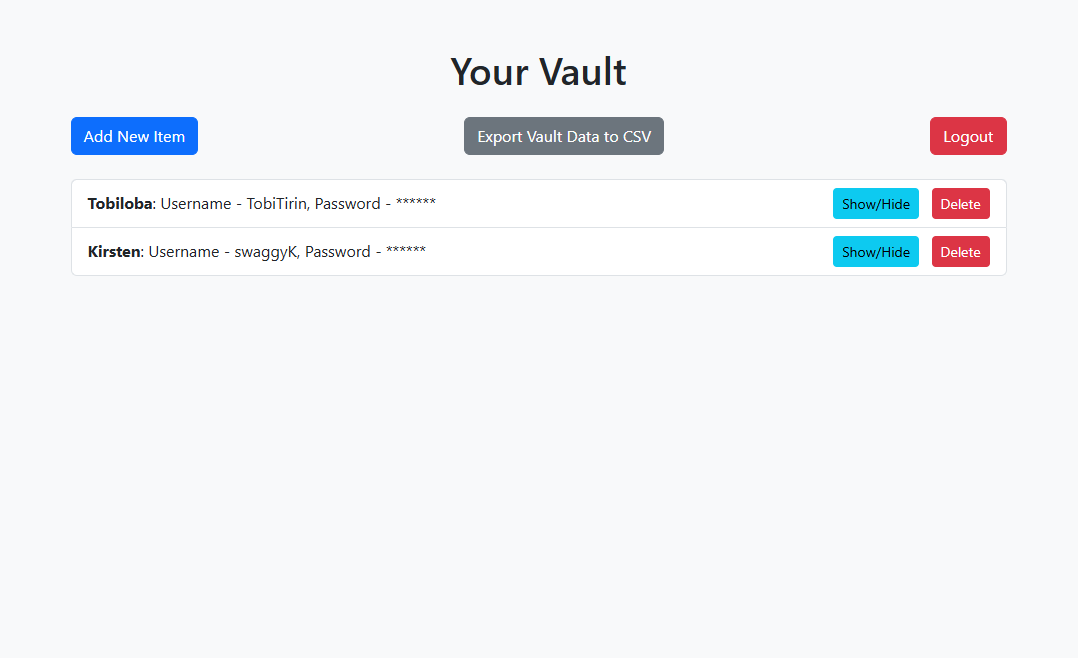 Your Vault
Add New Item Export Vault Data to CSV Logout
Tobiloba: Username - TobiTirin, Password - ****** Show/Hide Delete
Kirsten: Username - swaggyK, Password - ****** Show/Hide Delete